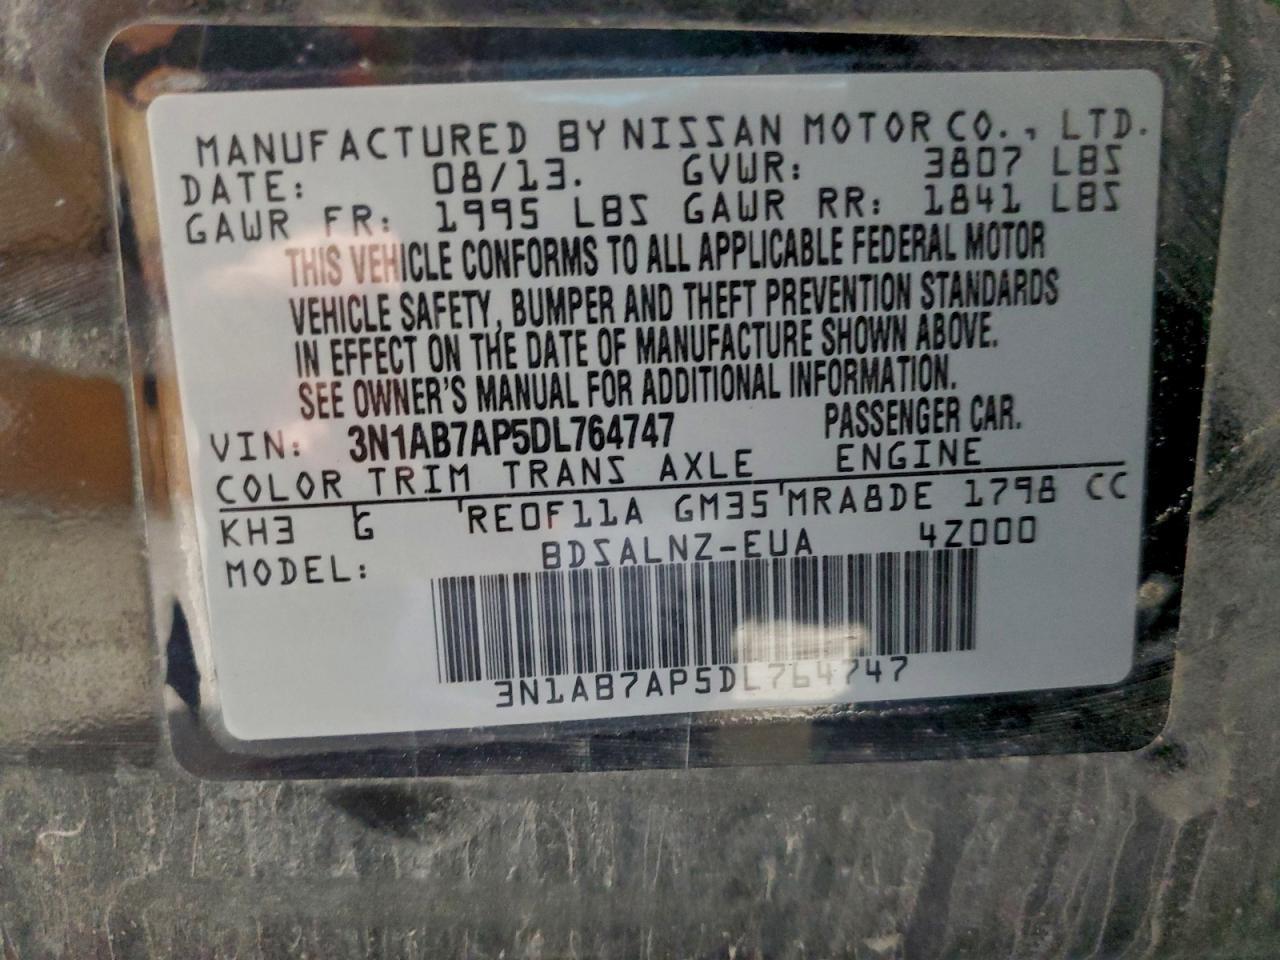 MANUFACTURED BY NISSAN MOTOR CO., LTD.
DATE: 08/13. GVWR: 3807 LBS
GAWR FR: 1995 LBS GAWR RR: 1841 LBS
THIS VEHICLE CONFORMS TO ALL APPLICABLE FEDERAL MOTOR
VEHICLE SAFETY, BUMPER AND THEFT PREVENTION STANDARDS
IN EFFECT ON THE DATE OF MANUFACTURE SHOWN ABOVE.
SEE OWNER'S MANUAL FOR ADDITIONAL INFORMATION.
VIN: 3N1AB7AP5DL764747 PASSENGER CAR.
COLOR TRIM TRANS AXLE ENGINE
KH3 G RE0F11A GM35 MRA8DE 1798 CC
MODEL: BDSALNZ-EUA 4Z000
3N1AB7AP5DL764747